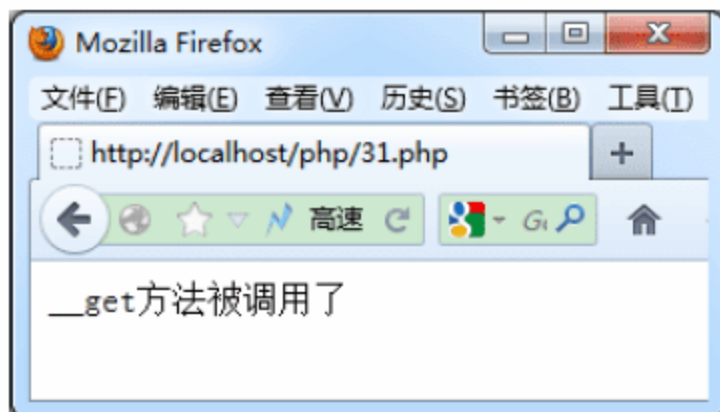 Mozilla Firefox
文件(F) 编辑(E) 查看(V) 历史(S) 书签(B) 工具(T)
http://localhost/php/31.php
高速
__get方法被调用了